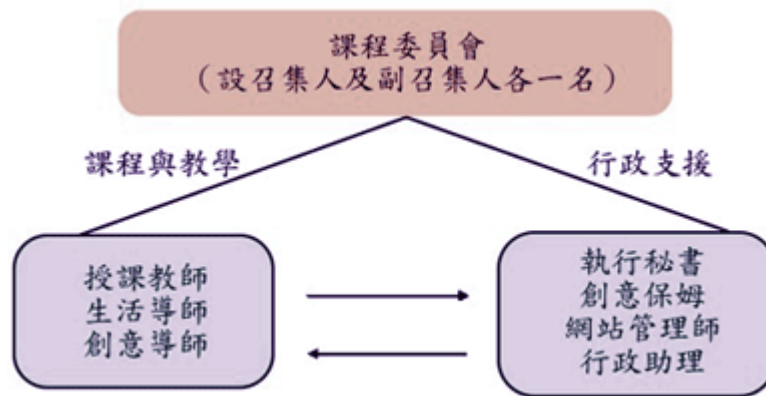 課程委員會
（設召集人及副召集人各一名）
課程與教學
行政支援
授課教師
生活導師
創意導師
執行秘書
創意保姆
網站管理師
行政助理